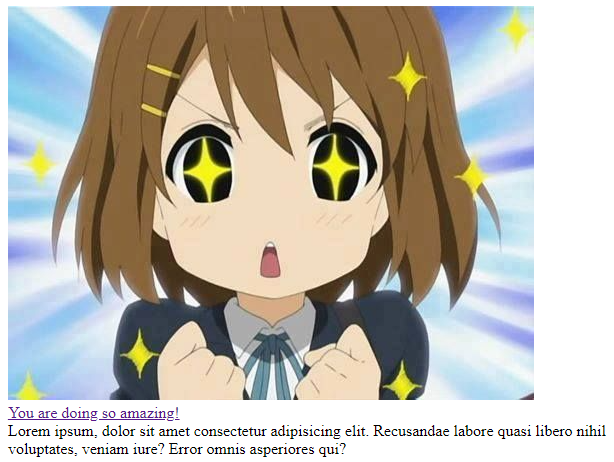 You are doing so amazing!
Lorem ipsum, dolor sit amet consectetur adipisicing elit. Recusandae labore quasi libero nihil
voluptates, veniam iure? Error omnis asperiores qui?